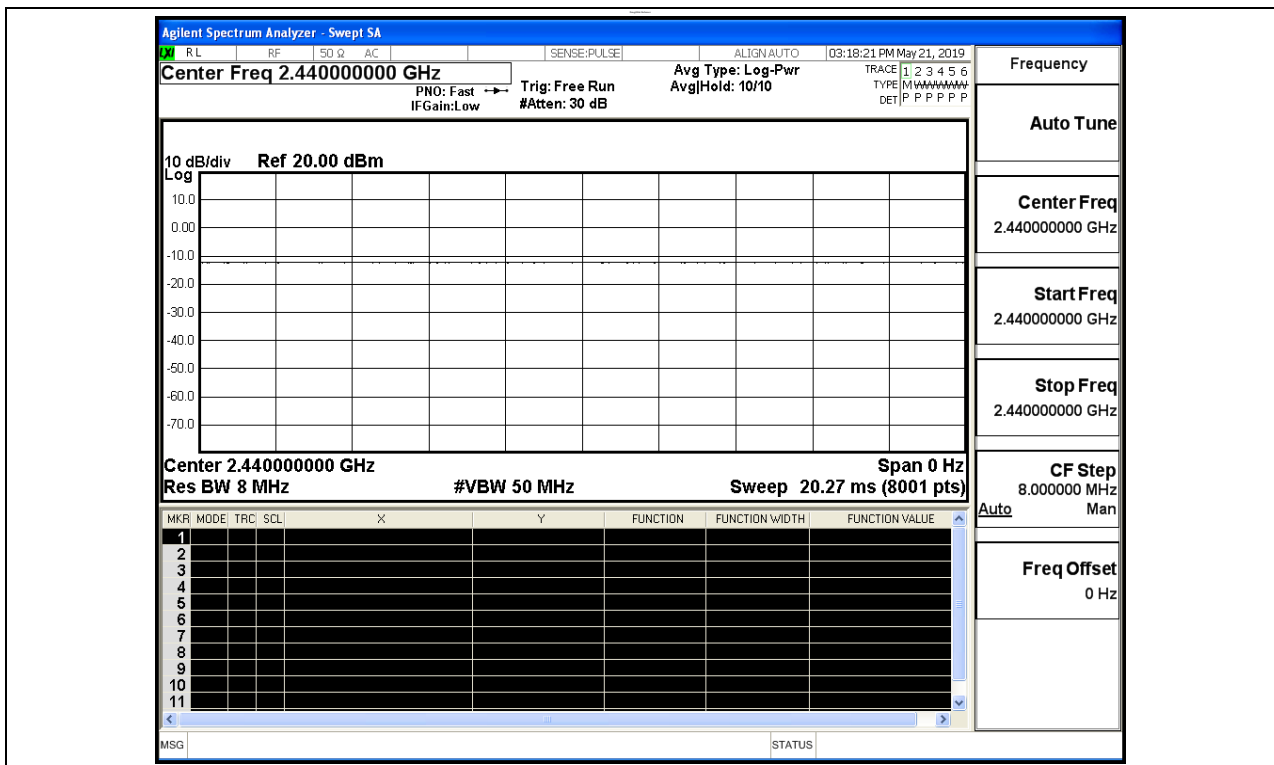 Agilent Spectrum Analyzer - Swept SA
LXI RL RF 50 Ω AC SENSE:PULSE ALIGN AUTO 03:18:21 PM May 21, 2019
Center Freq 2.440000000 GHz
PNO: Fast
IFGain:Low
Trig: Free Run
#Atten: 30 dB
Avg Type: Log-Pwr
Avg|Hold: 10/10
TRACE 1 2 3 4 5 6
TYPE M W W W W W
DET P P P P P P
10 dB/div Ref 20.00 dBm
Log
10.0
0.00
-10.0
-20.0
-30.0
-40.0
-50.0
-60.0
-70.0
Center 2.440000000 GHz Span 0 Hz
Res BW 8 MHz #VBW 50 MHz Sweep 20.27 ms (8001 pts)
MKR MODE TRC SCL X Y FUNCTION FUNCTION WIDTH FUNCTION VALUE
1
2
3
4
5
6
7
8
9
10
11
MSG STATUS
Frequency
Auto Tune
Center Freq
2.440000000 GHz
Start Freq
2.440000000 GHz
Stop Freq
2.440000000 GHz
CF Step
8.000000 MHz
Auto Man
Freq Offset
0 Hz